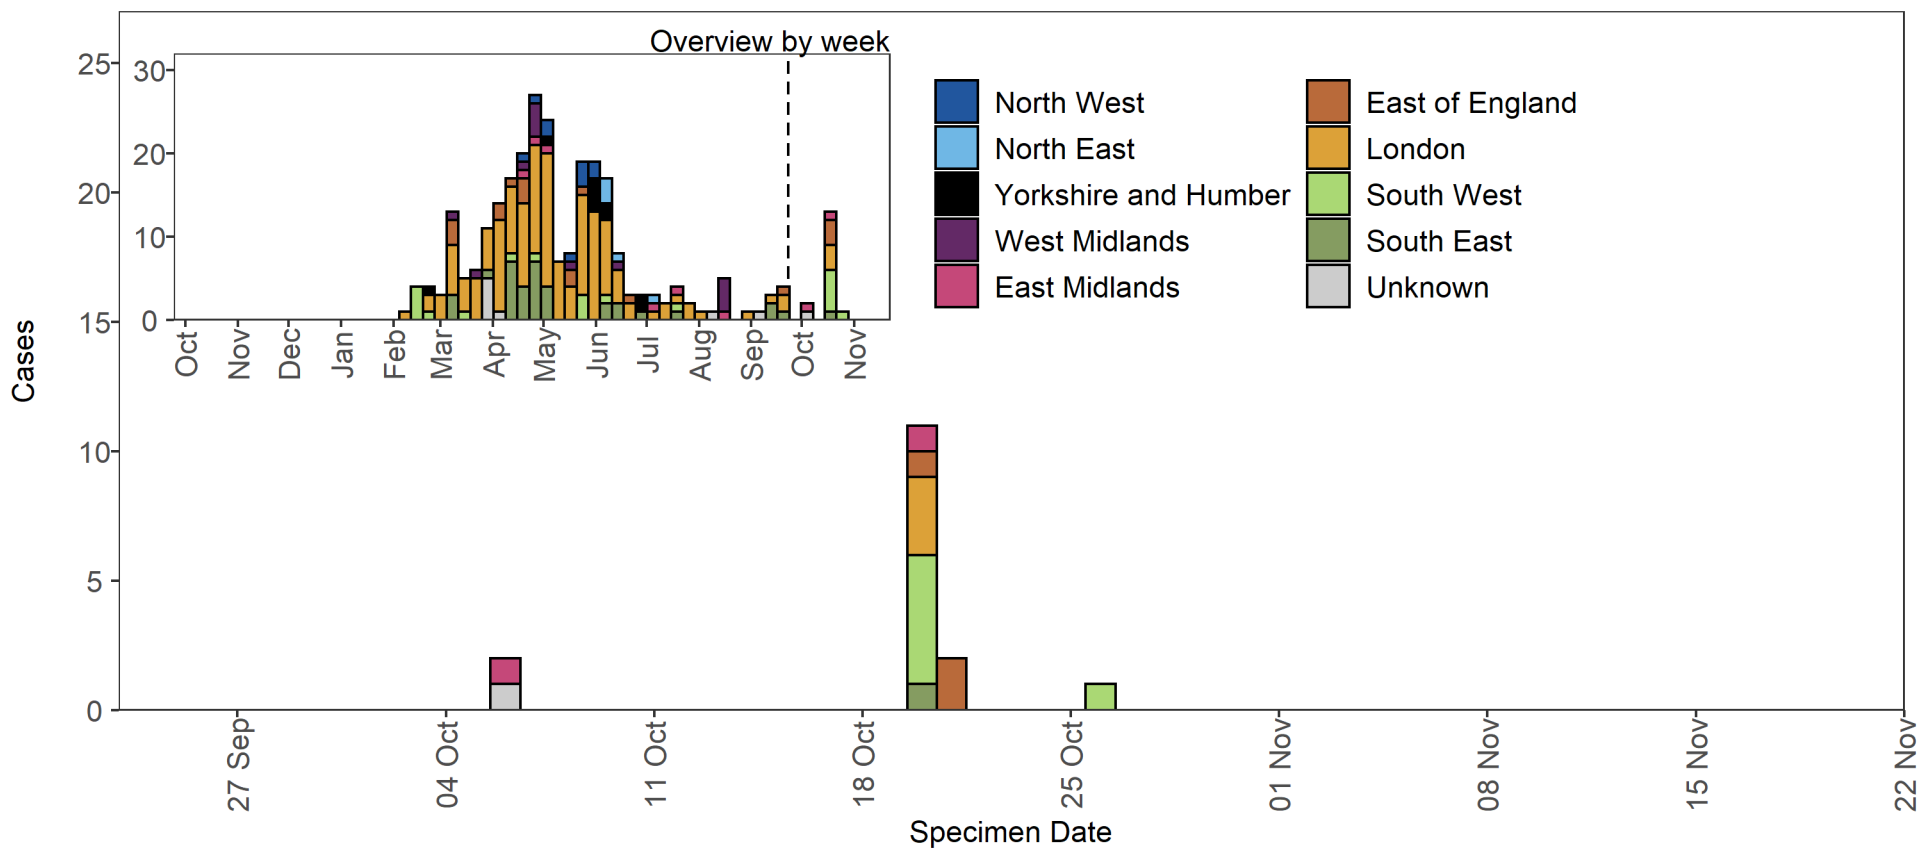 Overview by week
30
20
10
0
Oct Nov Dec Jan Feb Mar Apr May Jun Jul Aug Sep Oct Nov
North West
North East
Yorkshire and Humber
West Midlands
East Midlands
East of England
London
South West
South East
Unknown
Cases
25
20
15
10
5
0
27 Sep 04 Oct 11 Oct 18 Oct 25 Oct 01 Nov 08 Nov 15 Nov 22 Nov
Specimen Date